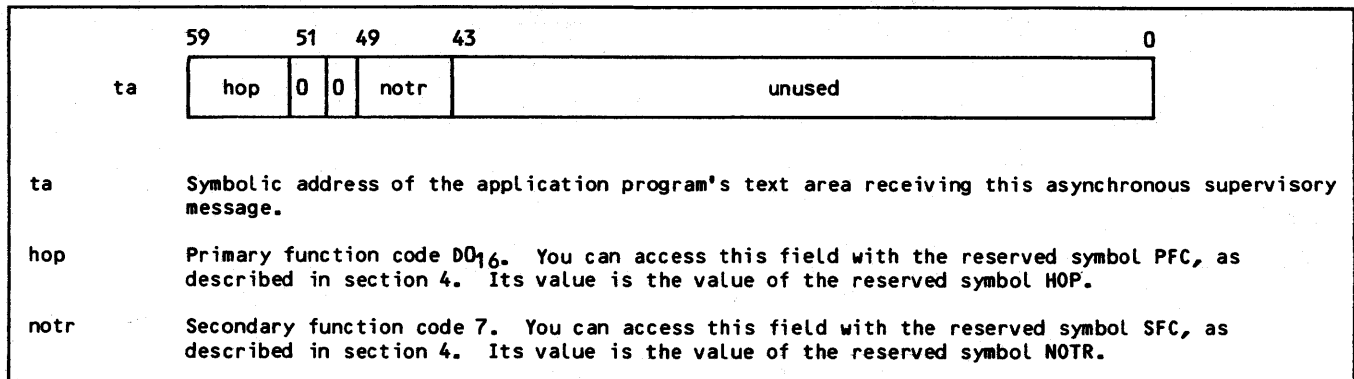 59 51 49 43 0
ta hop 0 0 notr unused
ta Symbolic address of the application program's text area receiving this asynchronous supervisory
message.
hop Primary function code D0₁₆. You can access this field with the reserved symbol PFC, as
described in section 4. Its value is the value of the reserved symbol HOP.
notr Secondary function code 7. You can access this field with the reserved symbol SFC, as
described in section 4. Its value is the value of the reserved symbol NOTR.